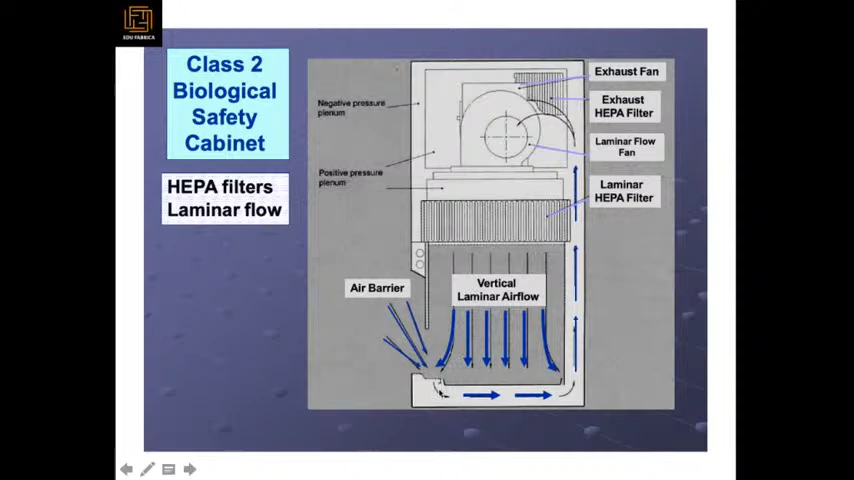 EDU FABRICA
Class 2
Biological
Safety
Cabinet
HEPA filters
Laminar flow
Negative pressure
plenum
Positive pressure
plenum
Exhaust Fan
Exhaust
HEPA Filter
Laminar Flow
Fan
Laminar
HEPA Filter
Air Barrier
Vertical
Laminar Airflow